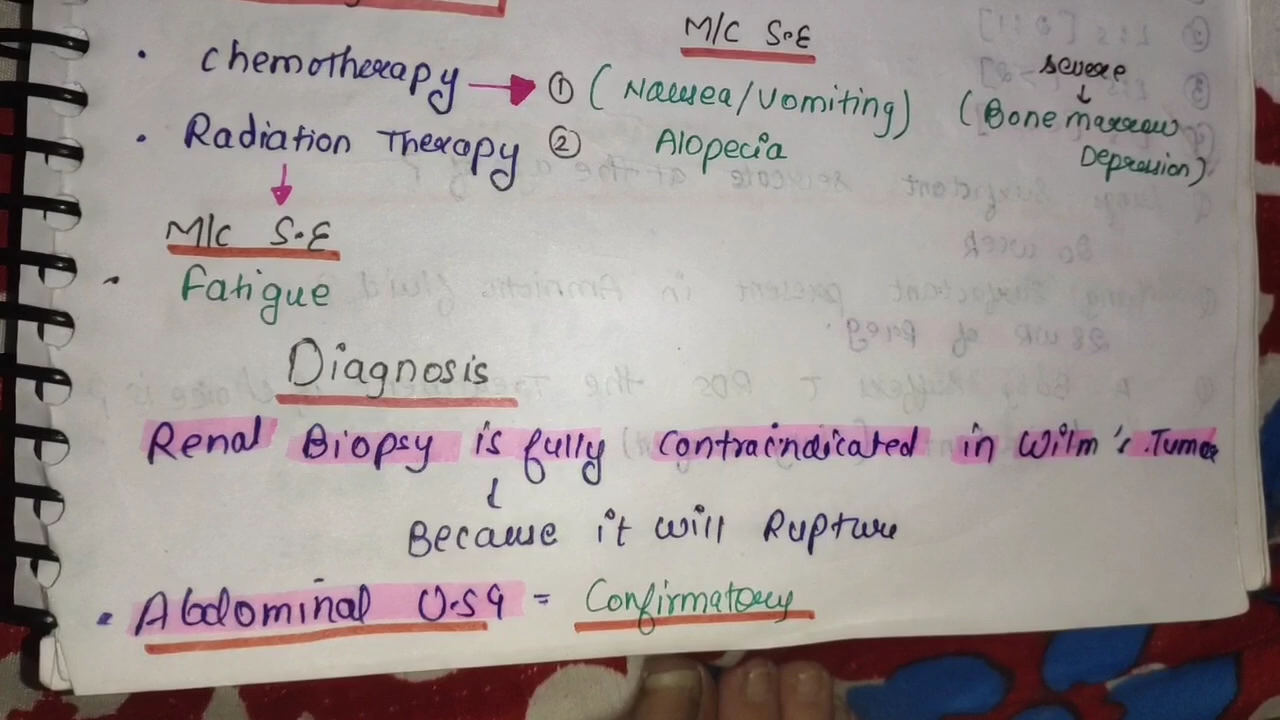 M/C S.E
• Chemotherapy → ① (Nausea/Vomiting) (Bone marrow Depression)
severe
↓
• Radiation Therapy ② Alopecia
↓
M/C S.E
• Fatigue
Diagnosis
Renal Biopsy is fully Contraindicated in Wilm's Tumor
↓
Because it will Rupture
• Abdominal U.S.G = Confirmatory